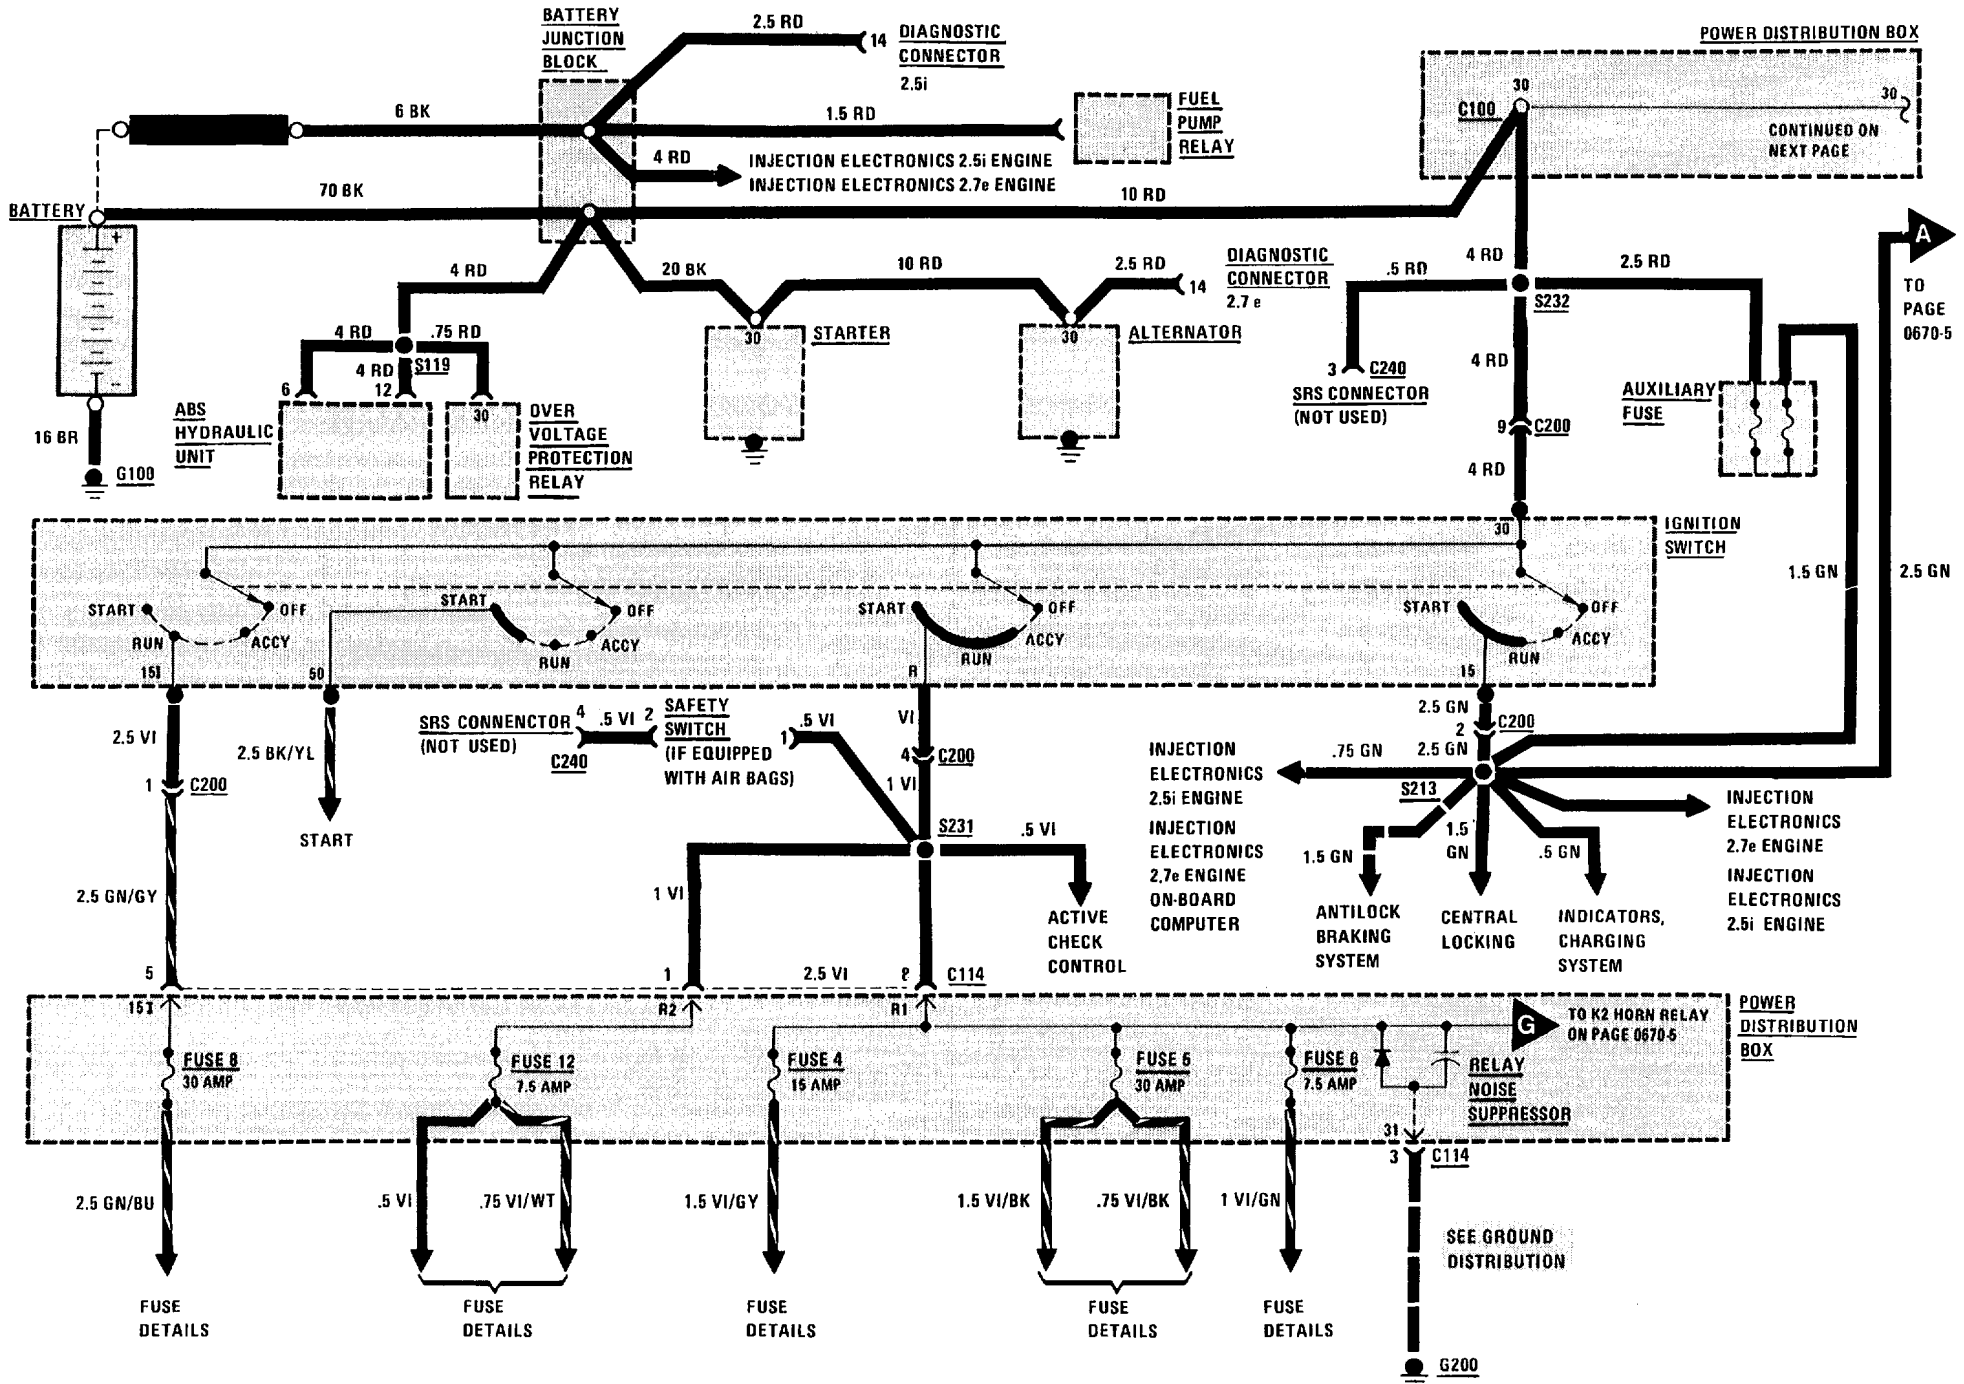 BATTERY
JUNCTION
BLOCK
2.5 RD
14
DIAGNOSTIC
CONNECTOR
2.5i
POWER DISTRIBUTION BOX
6 BK
1.5 RD
FUEL
PUMP
RELAY
30
C100
30
CONTINUED ON
NEXT PAGE
4 RD
INJECTION ELECTRONICS 2.5i ENGINE
INJECTION ELECTRONICS 2.7e ENGINE
70 BK
10 RD
BATTERY
+
-
16 BR
G100
4 RD
20 BK
10 RD
2.5 RD
14
DIAGNOSTIC
CONNECTOR
2.7 e
4 RD
.75 RD
S119
4 RD
6
12
30
ABS
HYDRAULIC
UNIT
OVER
VOLTAGE
PROTECTION
RELAY
30
STARTER
30
ALTERNATOR
.5 RD
4 RD
2.5 RD
S232
3
C240
SRS CONNECTOR
(NOT USED)
4 RD
9
C200
4 RD
AUXILIARY
FUSE
A
TO
PAGE
0670-5
30
IGNITION
SWITCH
1.5 GN
2.5 GN
START
OFF
RUN
ACCY
15I
START
OFF
RUN
ACCY
50
START
OFF
RUN
ACCY
R
START
OFF
RUN
ACCY
15
2.5 VI
1
C200
2.5 BK/YL
START
SRS CONNENCTOR
(NOT USED)
4
.5 VI
2
C240
SAFETY
SWITCH
(IF EQUIPPED
WITH AIR BAGS)
1
.5 VI
VI
4
C200
1 VI
S231
.5 VI
ACTIVE
CHECK
CONTROL
2.5 GN
2
C200
2.5 GN
.75 GN
S213
INJECTION
ELECTRONICS
2.5i ENGINE
INJECTION
ELECTRONICS
2.7e ENGINE
ON-BOARD
COMPUTER
1.5 GN
ANTILOCK
BRAKING
SYSTEM
1.5
GN
CENTRAL
LOCKING
.5 GN
INDICATORS,
CHARGING
SYSTEM
INJECTION
ELECTRONICS
2.7e ENGINE
INJECTION
ELECTRONICS
2.5i ENGINE
2.5 GN/GY
5
1 VI
1
2.5 VI
8
C114
15I
R2
R1
G
TO K2 HORN RELAY
ON PAGE 0670-5
POWER
DISTRIBUTION
BOX
FUSE 8
30 AMP
FUSE 12
7.5 AMP
FUSE 4
15 AMP
FUSE 5
30 AMP
FUSE 6
7.5 AMP
RELAY
NOISE
SUPPRESSOR
31
3
C114
2.5 GN/BU
.5 VI
.75 VI/WT
1.5 VI/GY
1.5 VI/BK
.75 VI/BK
1 VI/GN
SEE GROUND
DISTRIBUTION
FUSE
DETAILS
FUSE
DETAILS
FUSE
DETAILS
FUSE
DETAILS
FUSE
DETAILS
G200